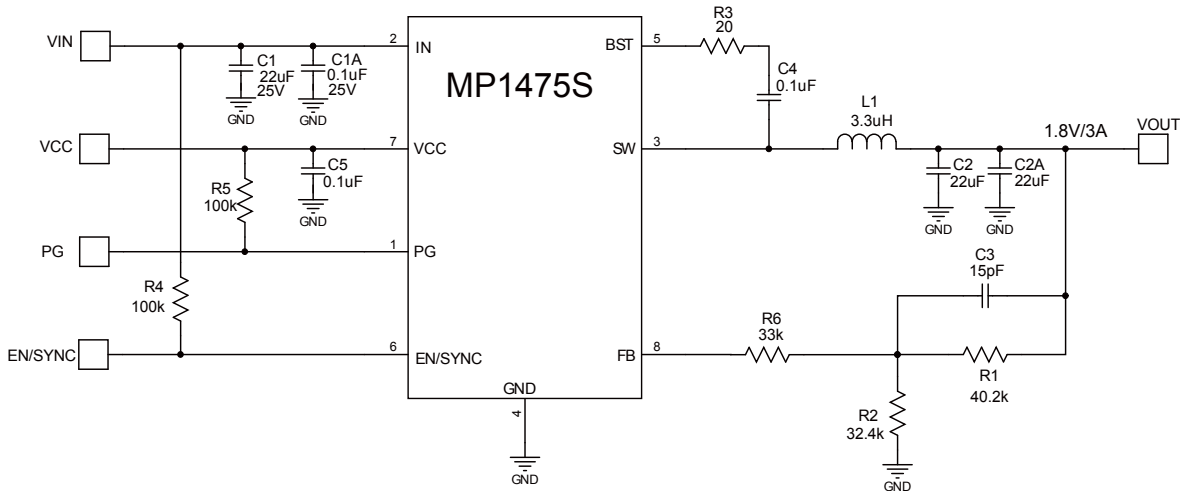 VIN
2
IN
C1
22uF
25V
GND
C1A
0.1uF
25V
GND
MP1475S
BST
5
R3
20
C4
0.1uF
VCC
7
VCC
C5
0.1uF
GND
R5
100k
SW
3
L1
3.3uH
1.8V/3A
VOUT
C2
22uF
GND
C2A
22uF
GND
PG
1
PG
R4
100k
C3
15pF
EN/SYNC
6
EN/SYNC
FB
8
R6
33k
R1
40.2k
R2
32.4k
GND
GND
4
GND